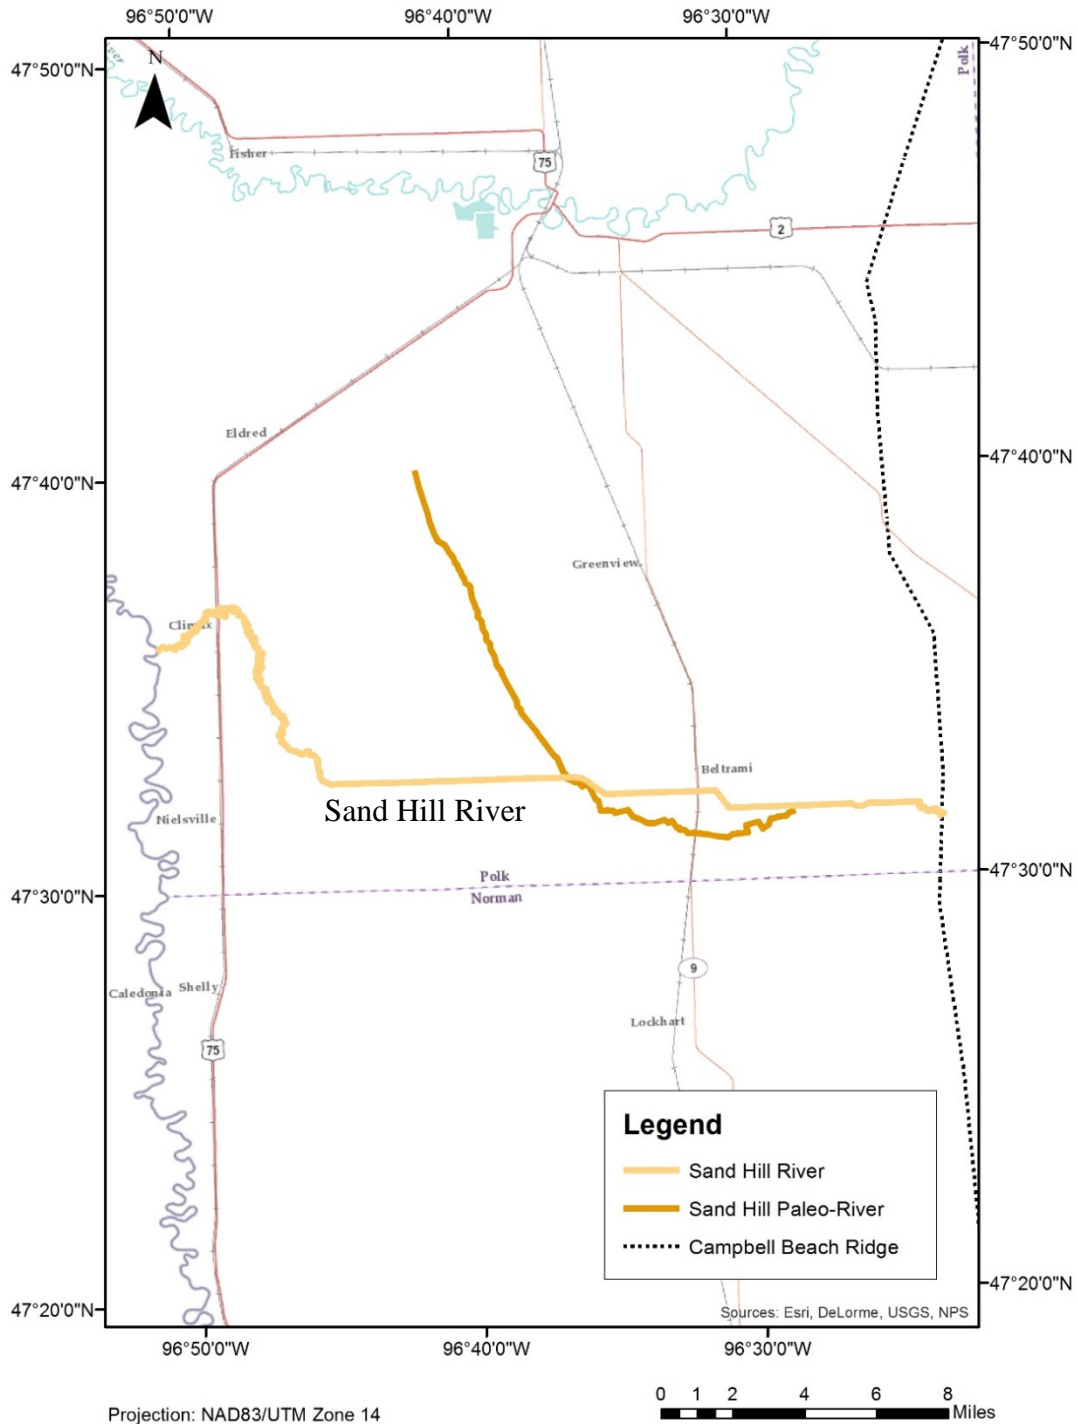 96°50'0"W 96°40'0"W 96°30'0"W
47°50'0"N
47°50'0"N
N
Polk
Fisher
75
2
Eldred
47°40'0"N
47°40'0"N
Greenview
Climax
Beltrami
Sand Hill River
Nielsville
47°30'0"N
Polk
47°30'0"N
Norman
9
Caledonia Shelly
Lockhart
75
Legend
Sand Hill River
Sand Hill Paleo-River
Campbell Beach Ridge
47°20'0"N
47°20'0"N
Sources: Esri, DeLorme, USGS, NPS
96°50'0"W 96°40'0"W 96°30'0"W
0 1 2 4 6 8
Miles
Projection: NAD83/UTM Zone 14